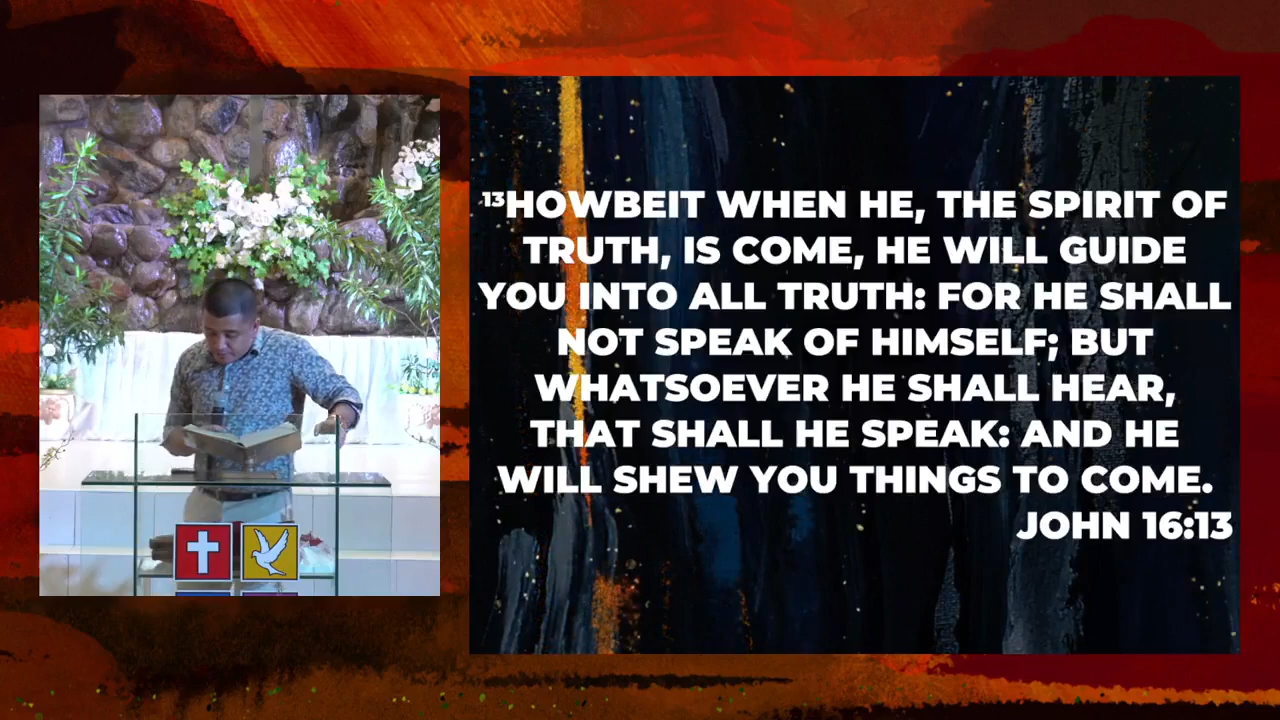 ¹³HOWBEIT WHEN HE, THE SPIRIT OF
TRUTH, IS COME, HE WILL GUIDE
YOU INTO ALL TRUTH: FOR HE SHALL
NOT SPEAK OF HIMSELF; BUT
WHATSOEVER HE SHALL HEAR,
THAT SHALL HE SPEAK: AND HE
WILL SHEW YOU THINGS TO COME.
JOHN 16:13